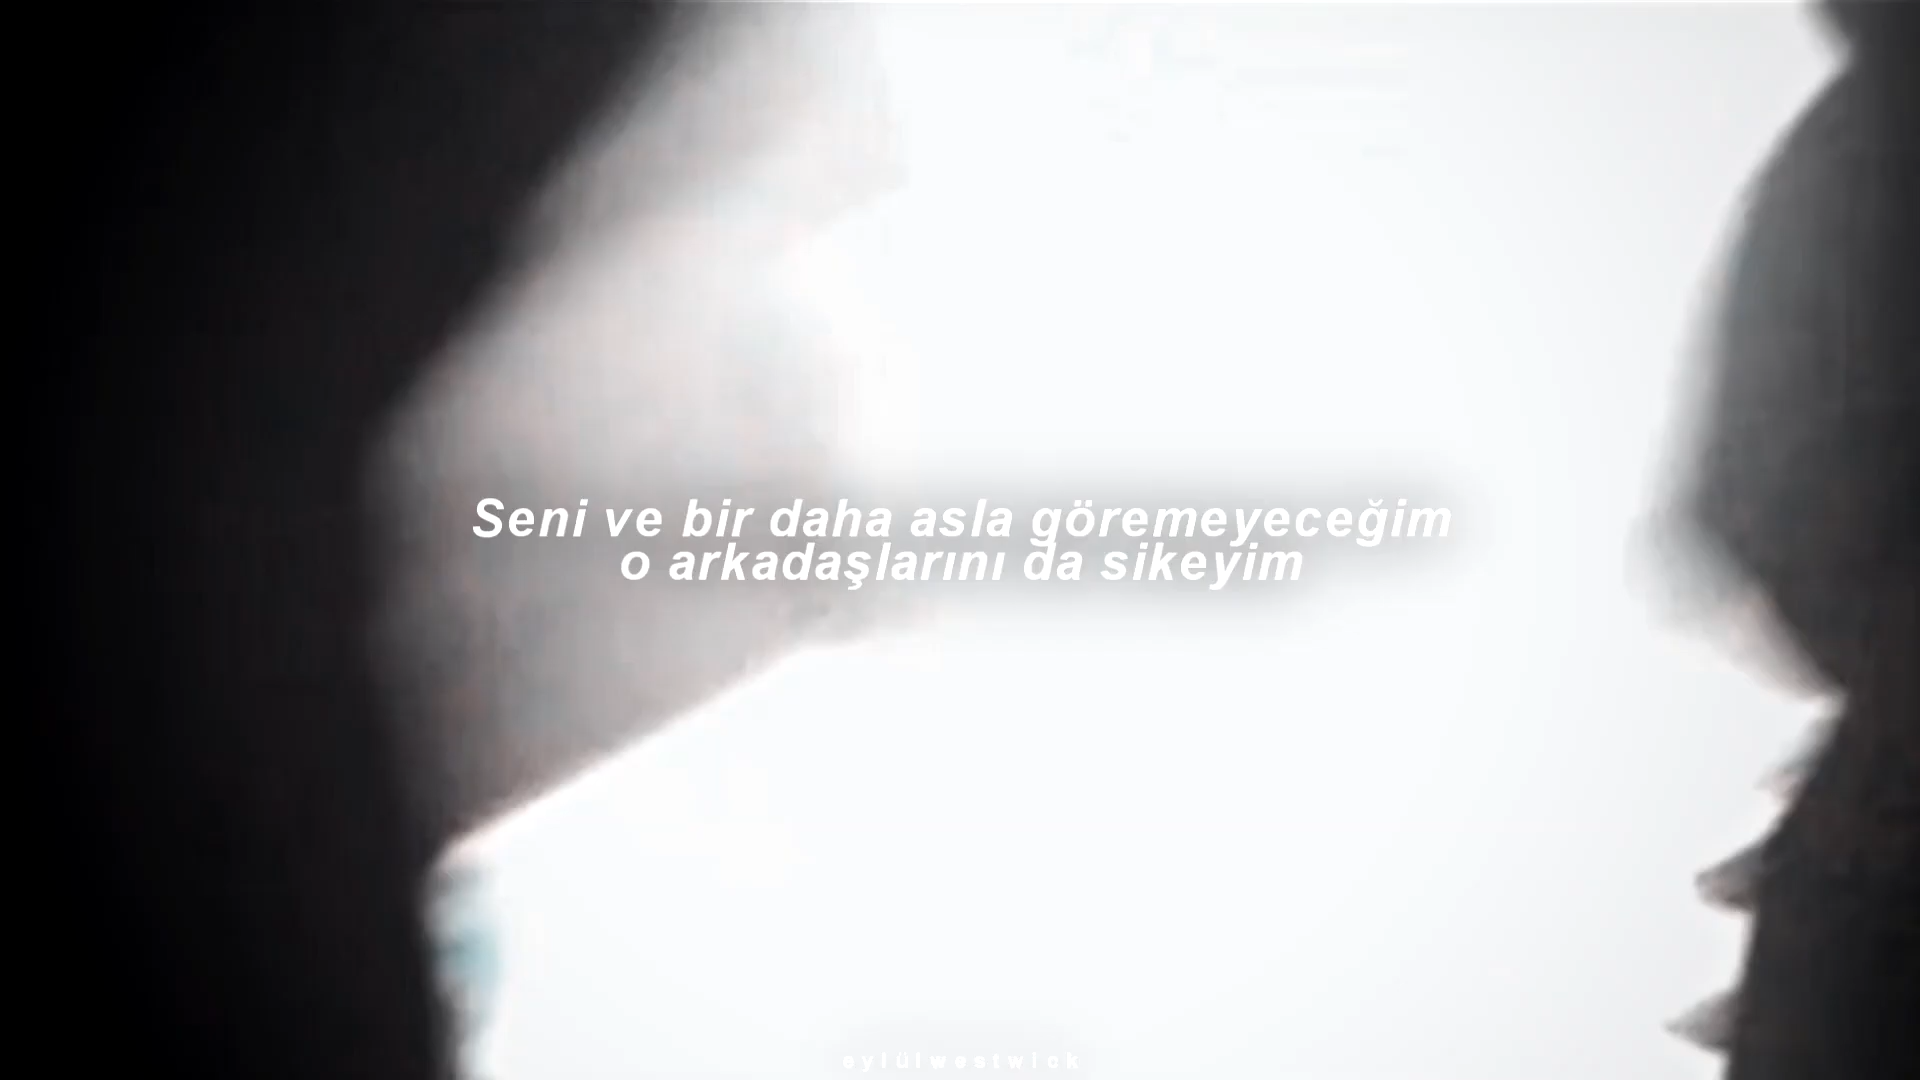 Seni ve bir daha asla göremeyeceğim
o arkadaşlarını da sikeyim
eylülwestwick